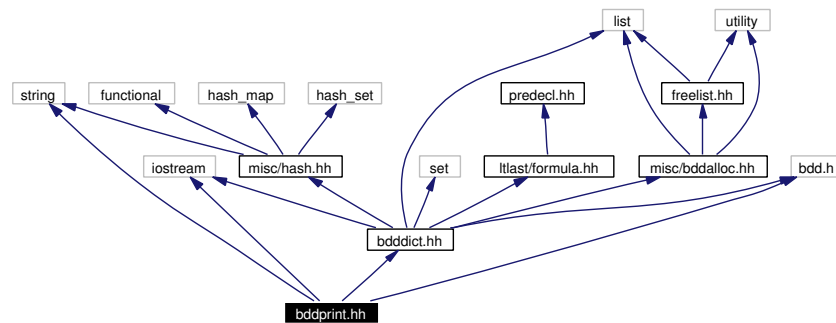 list
utility
string
functional
hash_map
hash_set
predecl.hh
freelist.hh
iostream
misc/hash.hh
set
ltlast/formula.hh
misc/bddalloc.hh
bdd.h
bdddict.hh
bddprint.hh